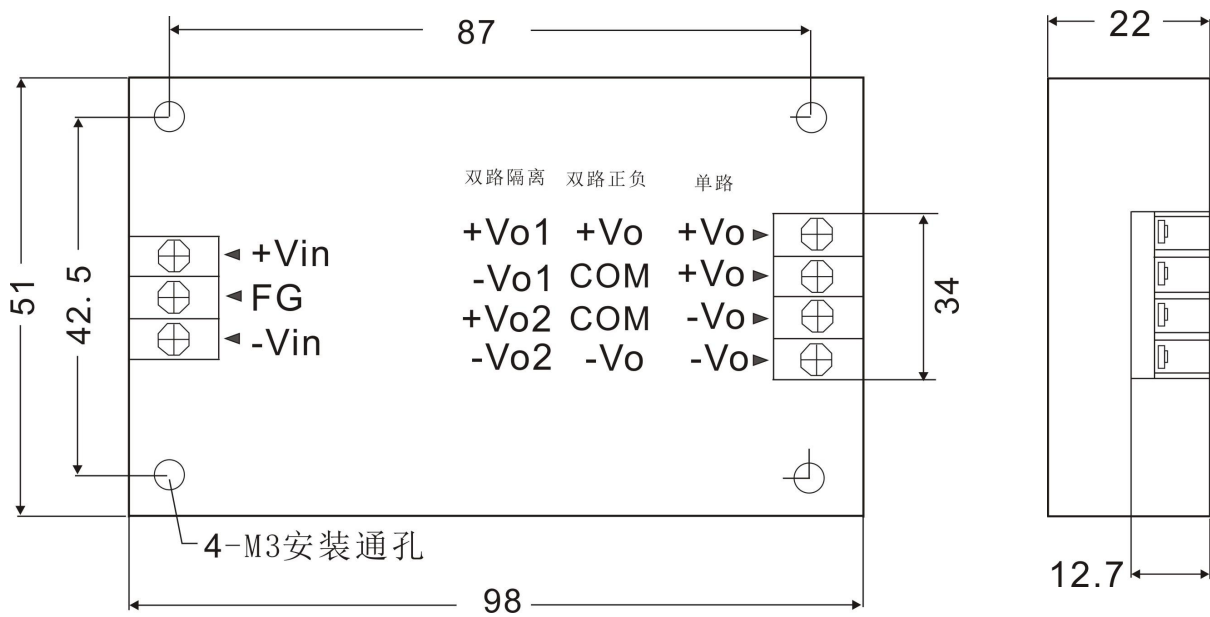 87
22
双路隔离 双路正负 单路
+Vo1 +Vo +Vo
+Vin
-Vo1 COM +Vo
FG
+Vo2 COM -Vo
-Vin
-Vo2 -Vo -Vo
51
42.5
34
4-M3安装通孔
12.7
98